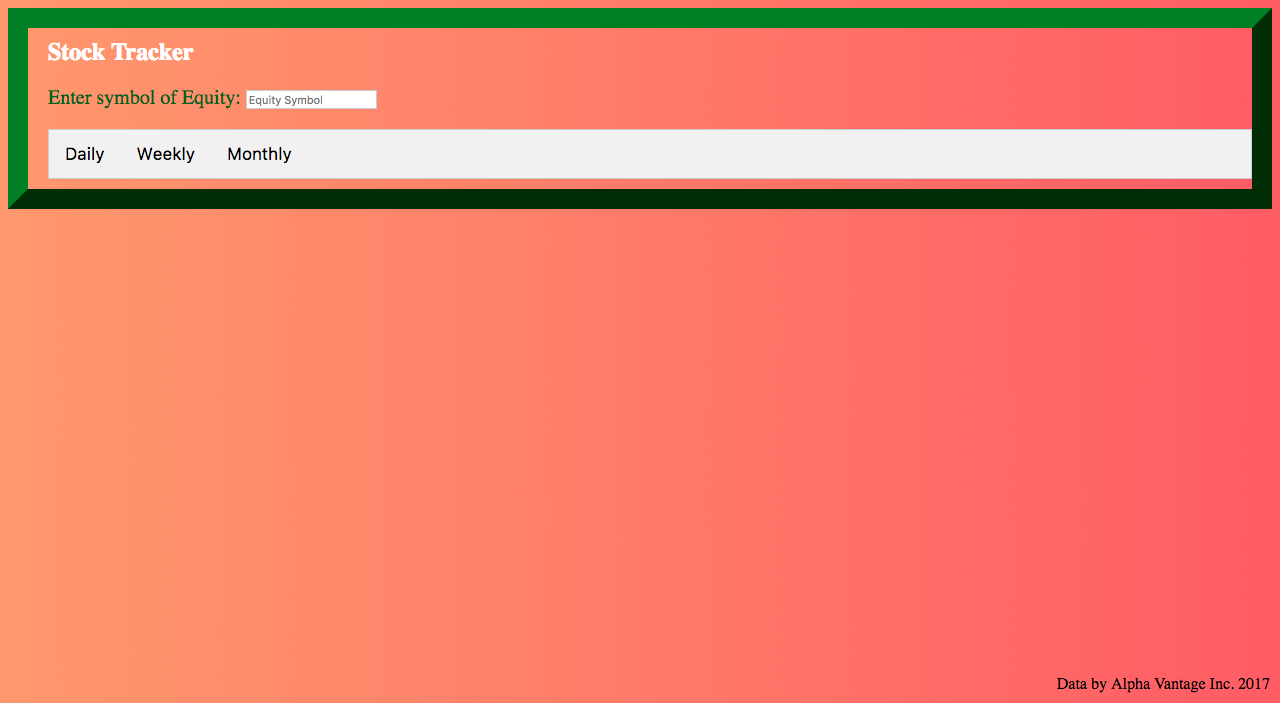 Stock Tracker
Enter symbol of Equity: Equity Symbol
Daily Weekly Monthly
Data by Alpha Vantage Inc. 2017